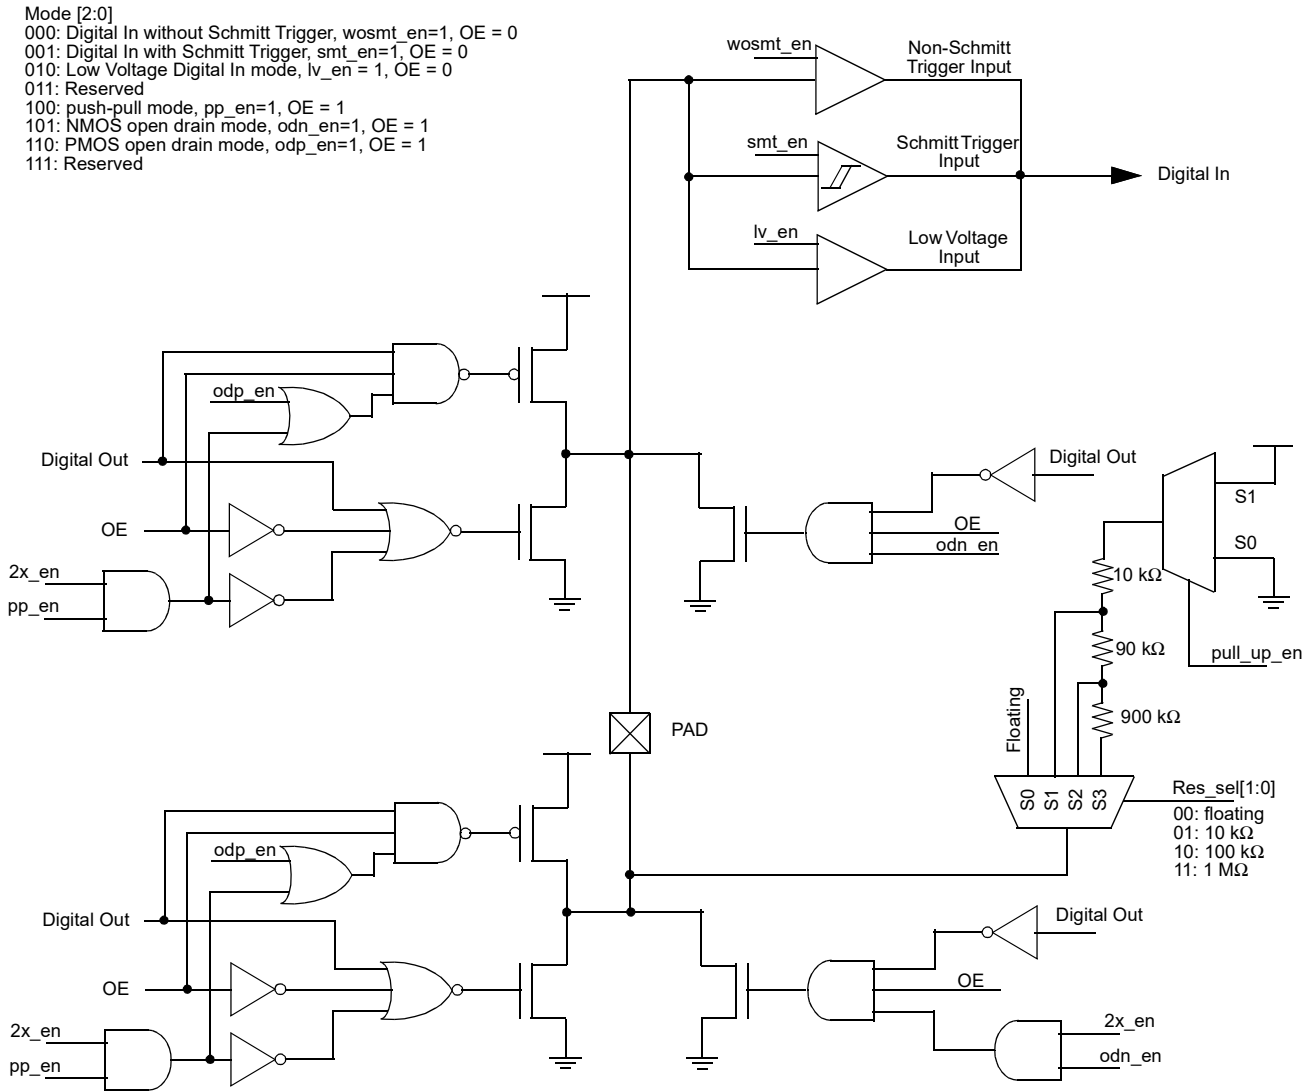 Mode [2:0]
000: Digital In without Schmitt Trigger, wosmt_en=1, OE = 0
001: Digital In with Schmitt Trigger, smt_en=1, OE = 0
010: Low Voltage Digital In mode, lv_en = 1, OE = 0
011: Reserved
100: push-pull mode, pp_en=1, OE = 1
101: NMOS open drain mode, odn_en=1, OE = 1
110: PMOS open drain mode, odp_en=1, OE = 1
111: Reserved
wosmt_en
Non-Schmitt
Trigger Input
smt_en
Schmitt Trigger
Input
Digital In
lv_en
Low Voltage
Input
odp_en
Digital Out
OE
2x_en
pp_en
Digital Out
OE
odn_en
S1
S0
10 kΩ
90 kΩ
pull_up_en
900 kΩ
Floating
PAD
S0
S1
S2
S3
Res_sel[1:0]
00: floating
01: 10 kΩ
10: 100 kΩ
11: 1 MΩ
odp_en
Digital Out
OE
2x_en
pp_en
Digital Out
OE
2x_en
odn_en